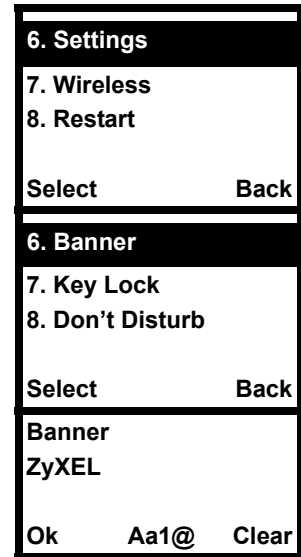 6. Settings
7. Wireless
8. Restart
Select Back
6. Banner
7. Key Lock
8. Don't Disturb
Select Back
Banner
ZyXEL
Ok Aa1@ Clear